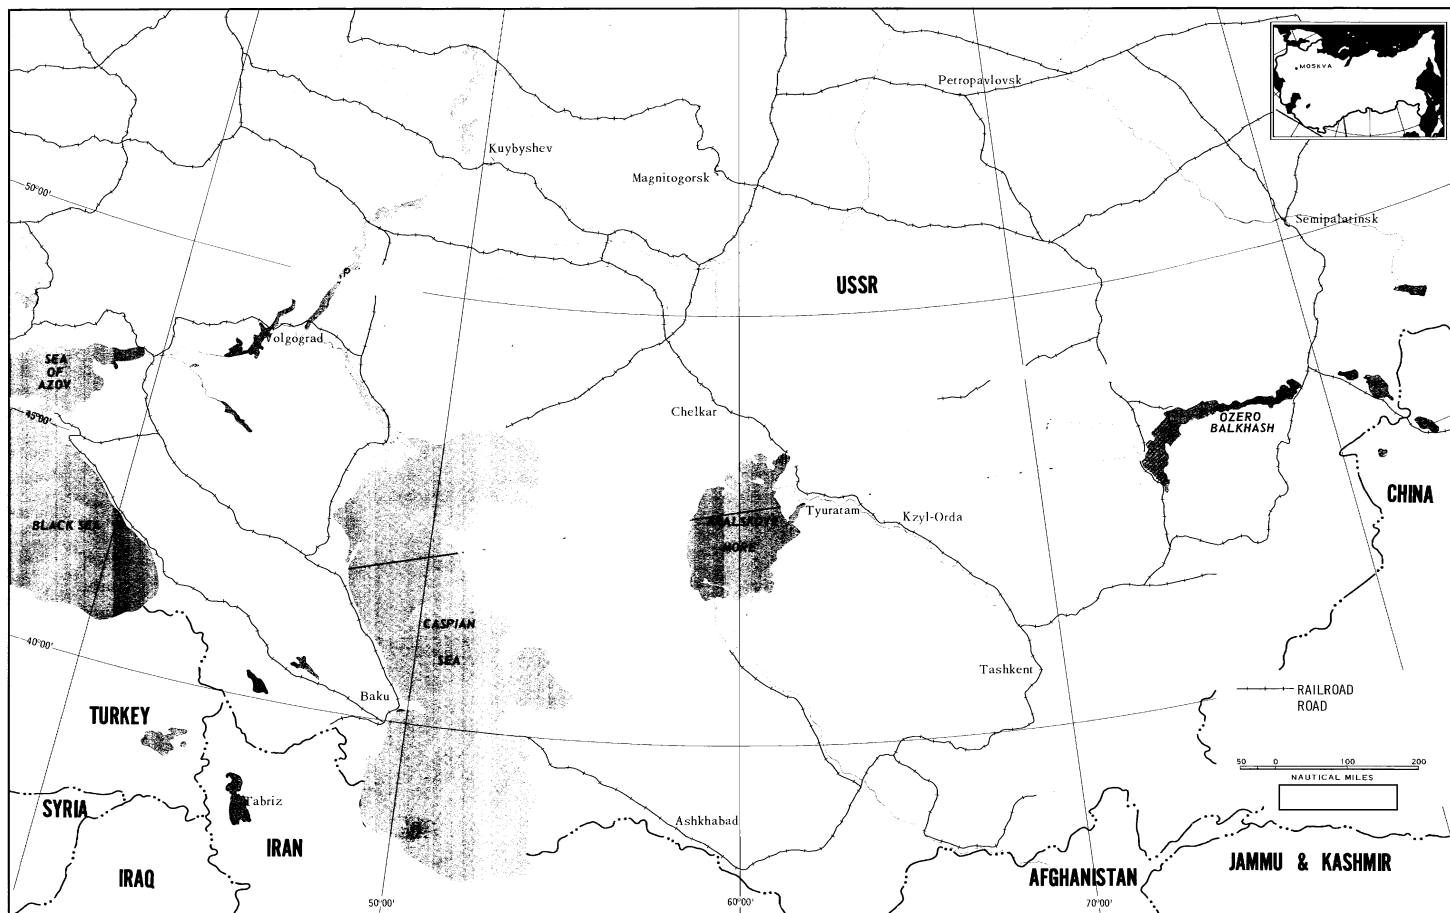 MOSKVA
Petropavlovsk
Kuybyshev
Magnitogorsk
50°00'
Semipalatinsk
USSR
Volgograd
SEA
OF
AZOV
45°00'
Chelkar
OZERO
BALKHASH
CHINA
BLACK SEA
Tyuratam
Kzyl-Orda
MORE
CASPIAN
SEA
40°00'
Tashkent
Baku
RAILROAD
ROAD
TURKEY
50 0 100 200
NAUTICAL MILES
Tabriz
SYRIA
Ashkhabad
IRAN
IRAQ
AFGHANISTAN
JAMMU & KASHMIR
50°00'
60°00'
70°00'